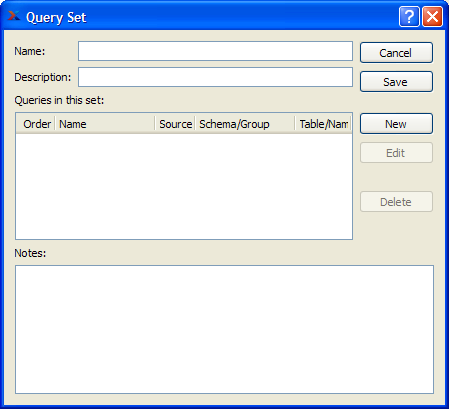 Query Set
Name:
Cancel
Description:
Save
Queries in this set:
Order Name Source Schema/Group Table/Nam
New
Edit
Delete
Notes: